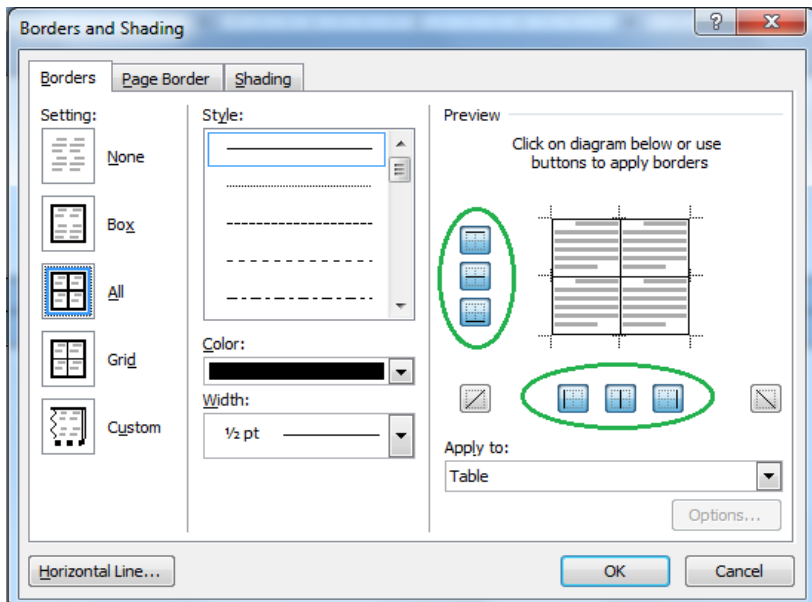 Borders and Shading
Borders
Page Border
Shading
Setting:
None
Box
All
Grid
Custom
Style:
Color:
Width:
½ pt
Preview
Click on diagram below or use
buttons to apply borders
Apply to:
Table
Options...
Horizontal Line...
OK
Cancel